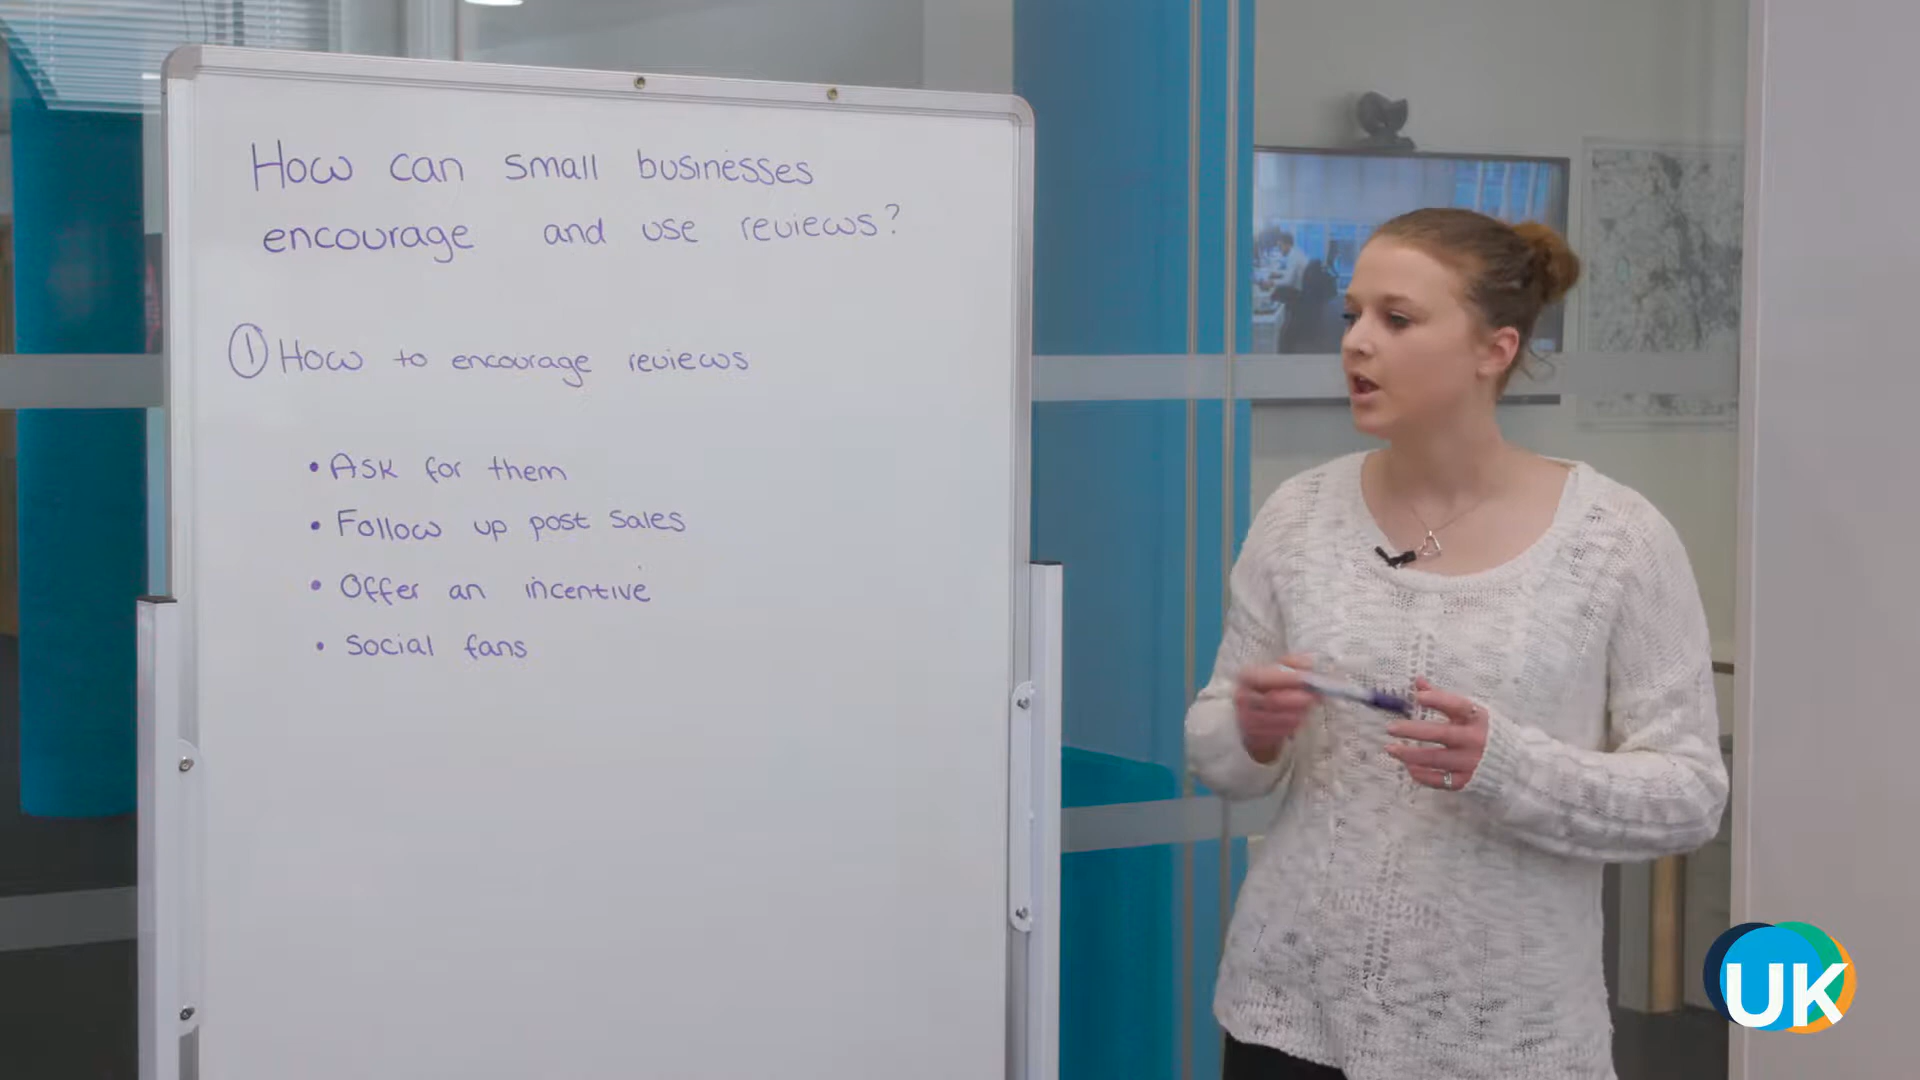 How can small businesses
encourage and use reviews?
① How to encourage reviews
• Ask for them
• Follow up post sales
• Offer an incentive
• Social fans
UK